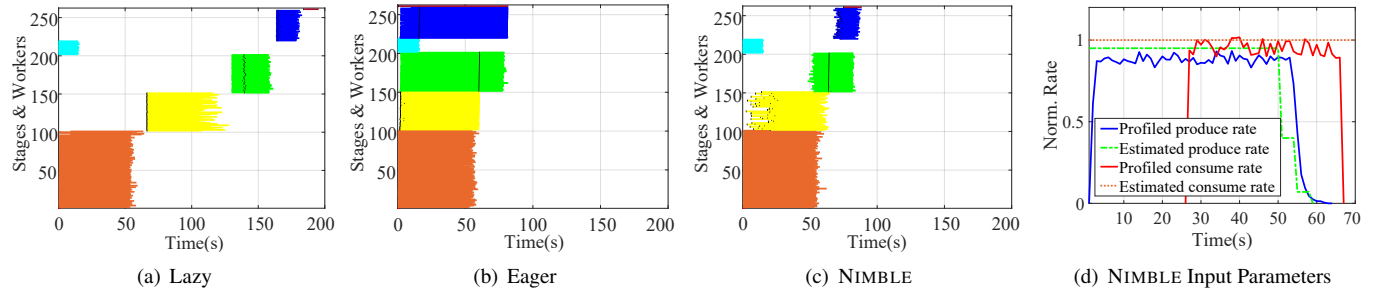 250
200
150
100
50
Stages & Workers
0 50 100 150 200
Time(s)
(a) Lazy
250
200
150
100
50
Stages & Workers
0 50 100 150 200
Time(s)
(b) Eager
250
200
150
100
50
Stages & Workers
0 50 100 150 200
Time(s)
(c) NIMBLE
1
0.5
0
Norm. Rate
Profiled produce rate
Estimated produce rate
Profiled consume rate
Estimated consume rate
10 20 30 40 50 60 70
Time(s)
(d) NIMBLE Input Parameters